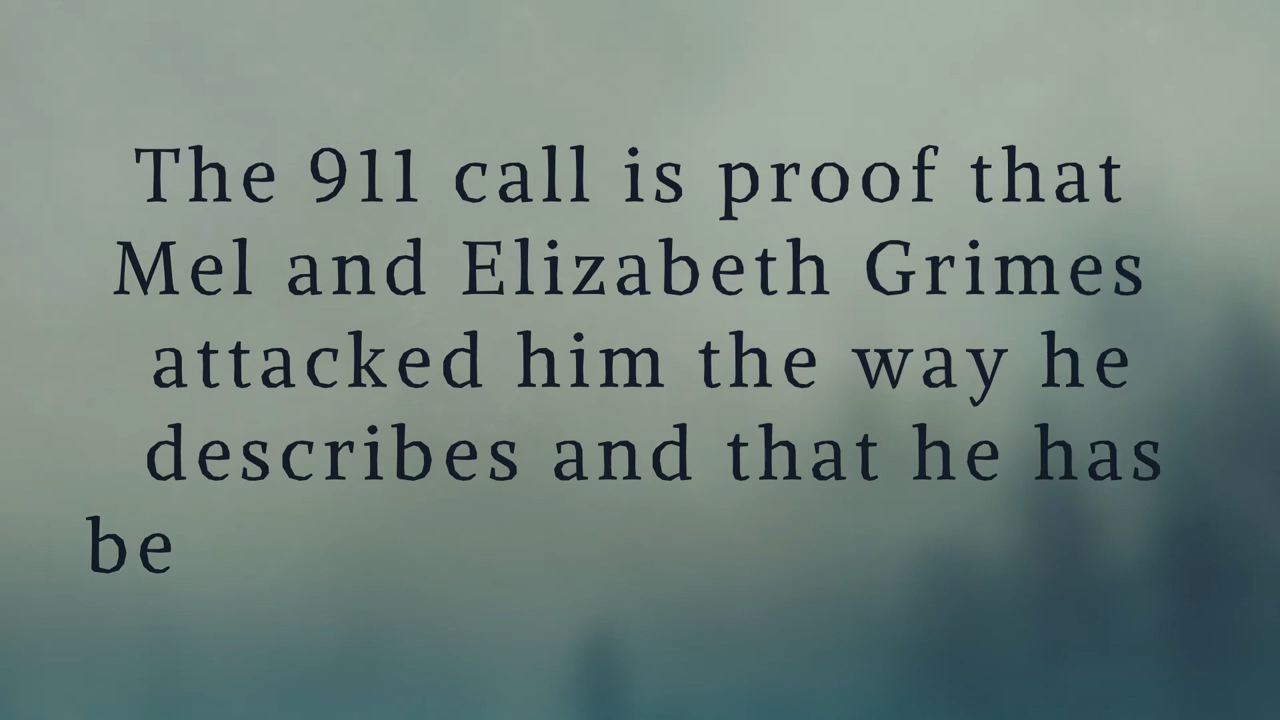 The 911 call is proof that
Mel and Elizabeth Grimes
attacked him the way he
describes and that he has
be